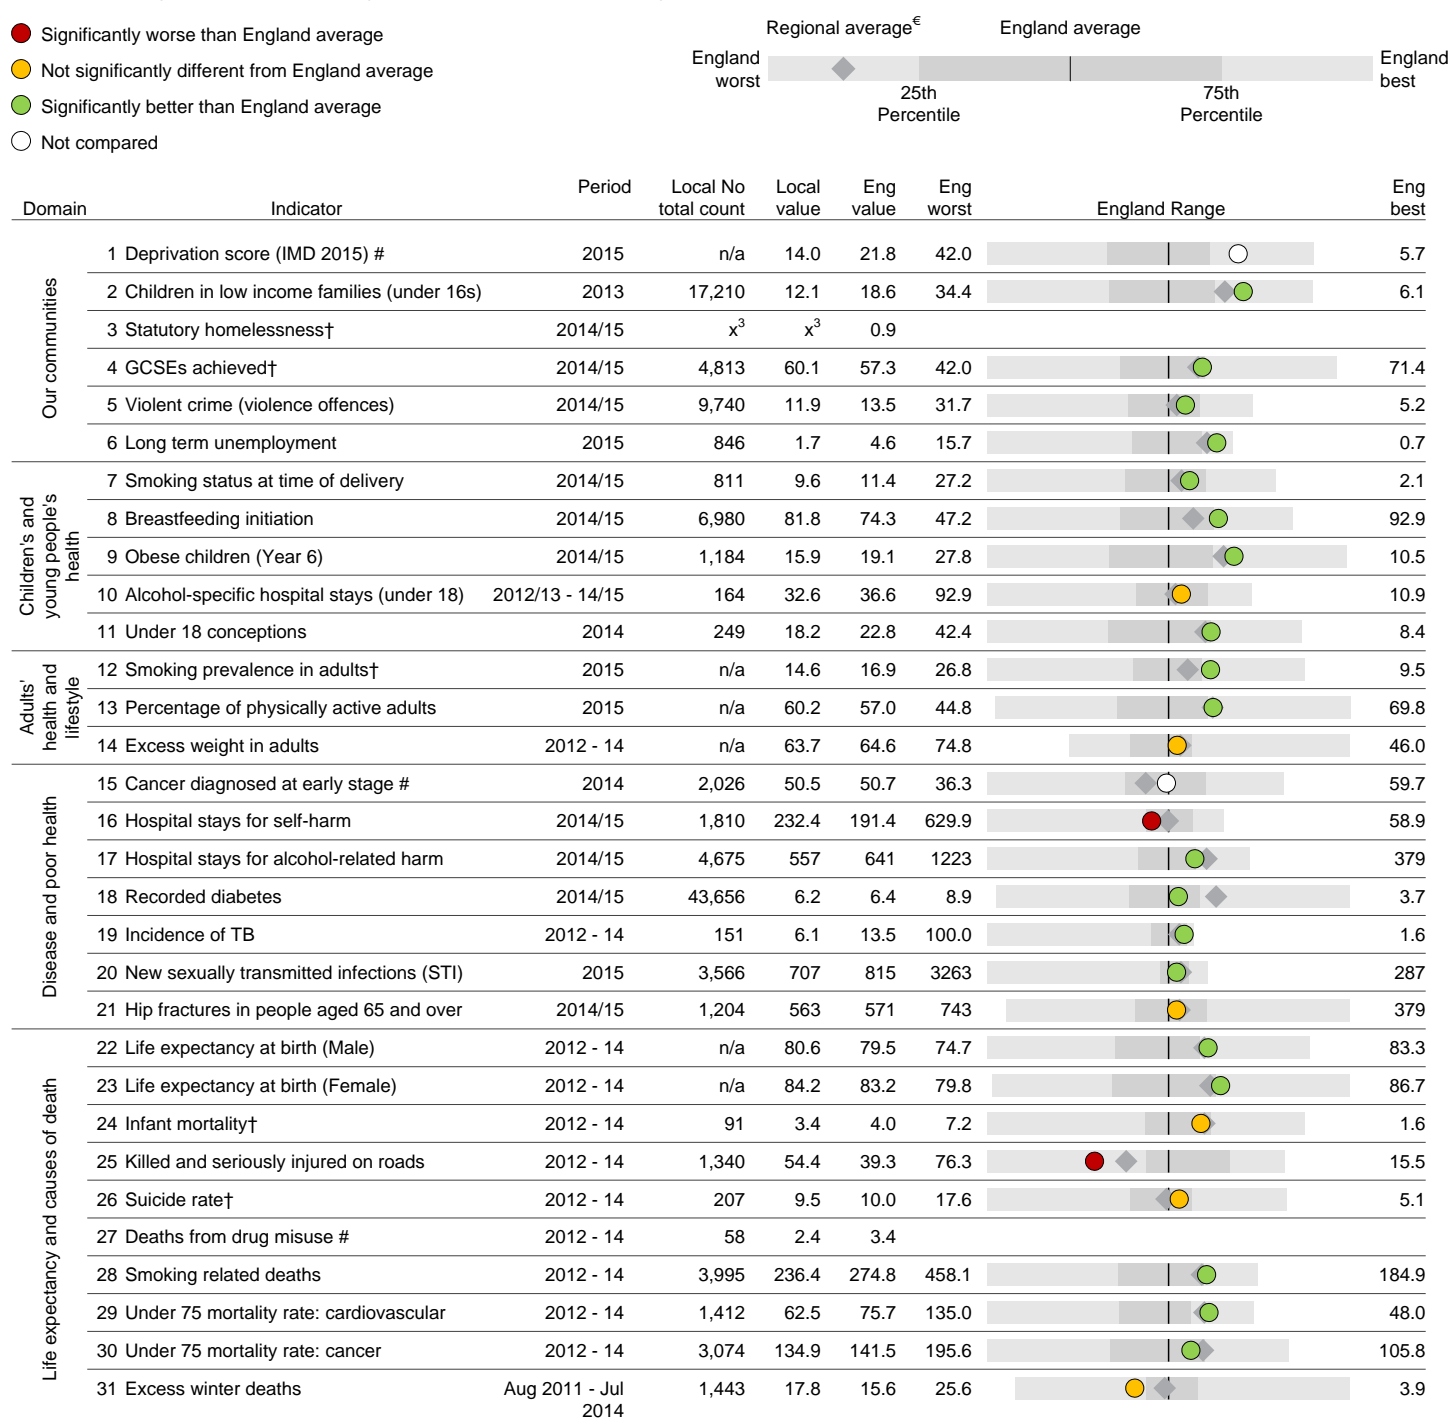 Significantly worse than England average
Not significantly different from England average
Significantly better than England average
Not compared
Regional average€ England average
England worst England best
25th Percentile 75th Percentile
Domain Indicator Period Local No total count Local value Eng value Eng worst England Range Eng best
Our communities
1 Deprivation score (IMD 2015) # 2015 n/a 14.0 21.8 42.0 5.7
2 Children in low income families (under 16s) 2013 17,210 12.1 18.6 34.4 6.1
3 Statutory homelessness† 2014/15 x3 x3 0.9
4 GCSEs achieved† 2014/15 4,813 60.1 57.3 42.0 71.4
5 Violent crime (violence offences) 2014/15 9,740 11.9 13.5 31.7 5.2
6 Long term unemployment 2015 846 1.7 4.6 15.7 0.7
Children's and young people's health
7 Smoking status at time of delivery 2014/15 811 9.6 11.4 27.2 2.1
8 Breastfeeding initiation 2014/15 6,980 81.8 74.3 47.2 92.9
9 Obese children (Year 6) 2014/15 1,184 15.9 19.1 27.8 10.5
10 Alcohol-specific hospital stays (under 18) 2012/13 - 14/15 164 32.6 36.6 92.9 10.9
11 Under 18 conceptions 2014 249 18.2 22.8 42.4 8.4
Adults' health and lifestyle
12 Smoking prevalence in adults† 2015 n/a 14.6 16.9 26.8 9.5
13 Percentage of physically active adults 2015 n/a 60.2 57.0 44.8 69.8
14 Excess weight in adults 2012 - 14 n/a 63.7 64.6 74.8 46.0
Disease and poor health
15 Cancer diagnosed at early stage # 2014 2,026 50.5 50.7 36.3 59.7
16 Hospital stays for self-harm 2014/15 1,810 232.4 191.4 629.9 58.9
17 Hospital stays for alcohol-related harm 2014/15 4,675 557 641 1223 379
18 Recorded diabetes 2014/15 43,656 6.2 6.4 8.9 3.7
19 Incidence of TB 2012 - 14 151 6.1 13.5 100.0 1.6
20 New sexually transmitted infections (STI) 2015 3,566 707 815 3263 287
21 Hip fractures in people aged 65 and over 2014/15 1,204 563 571 743 379
Life expectancy and causes of death
22 Life expectancy at birth (Male) 2012 - 14 n/a 80.6 79.5 74.7 83.3
23 Life expectancy at birth (Female) 2012 - 14 n/a 84.2 83.2 79.8 86.7
24 Infant mortality† 2012 - 14 91 3.4 4.0 7.2 1.6
25 Killed and seriously injured on roads 2012 - 14 1,340 54.4 39.3 76.3 15.5
26 Suicide rate† 2012 - 14 207 9.5 10.0 17.6 5.1
27 Deaths from drug misuse # 2012 - 14 58 2.4 3.4
28 Smoking related deaths 2012 - 14 3,995 236.4 274.8 458.1 184.9
29 Under 75 mortality rate: cardiovascular 2012 - 14 1,412 62.5 75.7 135.0 48.0
30 Under 75 mortality rate: cancer 2012 - 14 3,074 134.9 141.5 195.6 105.8
31 Excess winter deaths Aug 2011 - Jul 2014 1,443 17.8 15.6 25.6 3.9